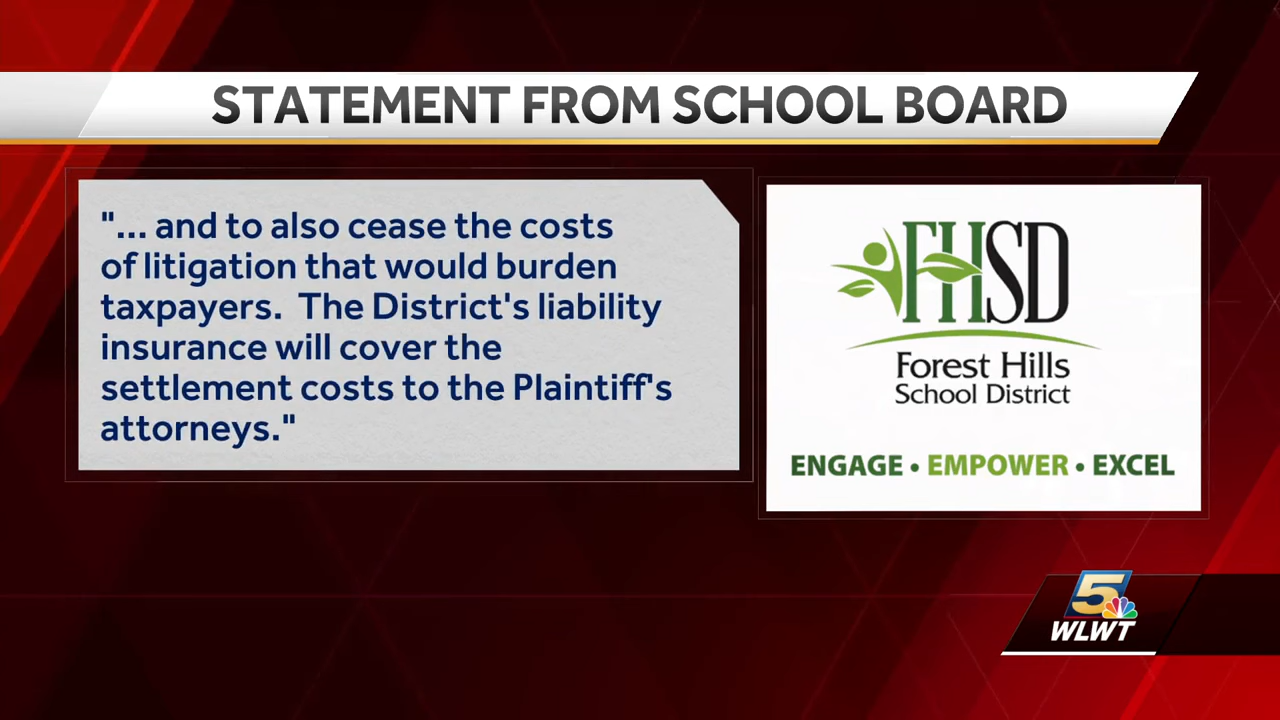 STATEMENT FROM SCHOOL BOARD
"... and to also cease the costs
of litigation that would burden
taxpayers.  The District's liability
insurance will cover the
settlement costs to the Plaintiff's
attorneys."
FHSD
Forest Hills
School District
ENGAGE • EMPOWER • EXCEL
5
WLWT